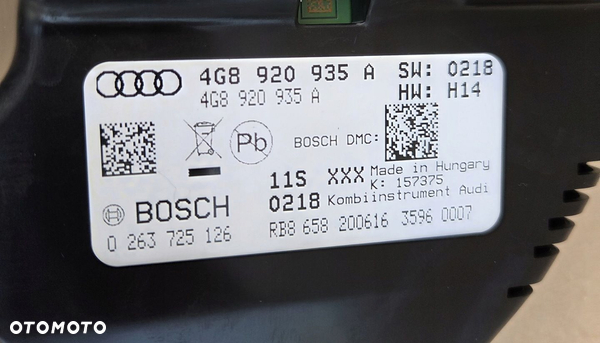 4G8 920 935 A SW: 0218
4G8 920 935 A HW: H14
Pb
BOSCH DMC:
11S XXX Made in Hungary
K: 157375
BOSCH 0218 Kombiinstrument Audi
0 263 725 126 RB8 658 200616 3596 0007
OTOMOTO